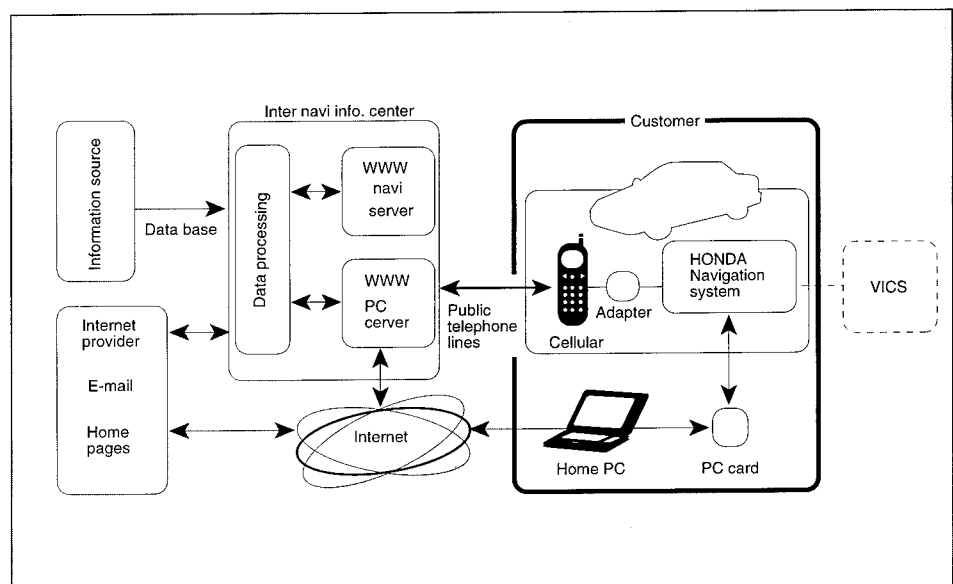 Inter navi info. center
Customer
Information source
Data base
Data processing
WWW
navi
server
WWW
PC
cerver
Internet
provider
E-mail
Home
pages
Internet
Public
telephone
lines
Cellular
Adapter
HONDA
Navigation
system
VICS
Home PC
PC card